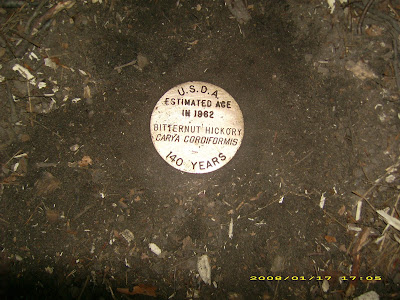 U.S.D.A.
ESTIMATED AGE
IN 1962
BITTERNUT HICKORY
CARYA CORDIFORMIS
140 YEARS
2008/01/17 17:05